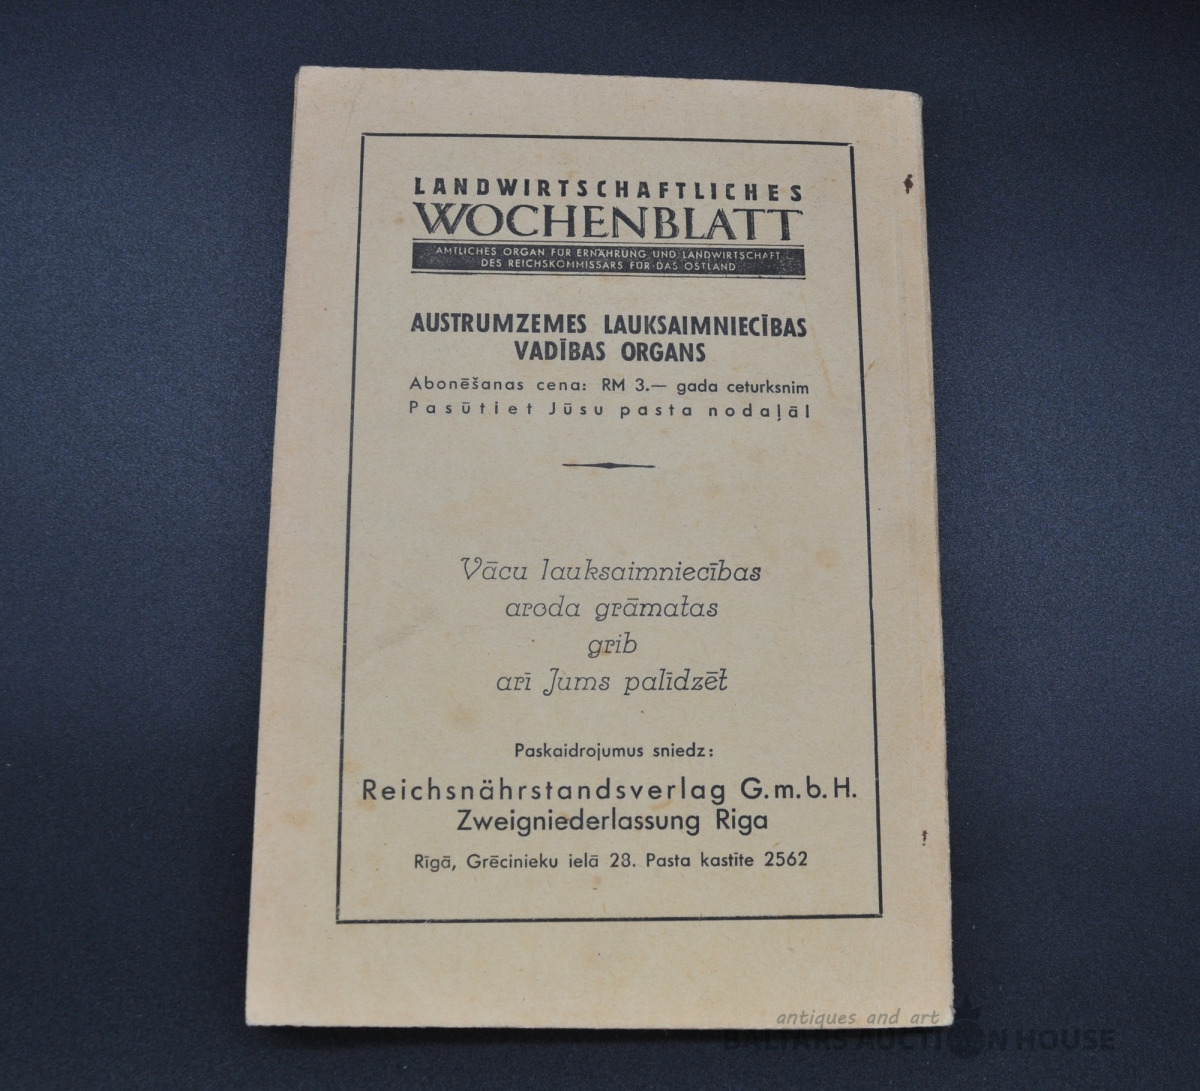 LANDWIRTSCHAFTLICHES
WOCHENBLATT
AMTLICHES ORGAN FÜR ERNÄHRUNG UND LANDWIRTSCHAFT
DES REICHSKOMMISSARS FÜR DAS OSTLAND
AUSTRUMZEMES LAUKSAIMNIECĪBAS
VADĪBAS ORGANS
Abonēšanas cena: RM 3.— gada ceturksnim
Pasūtiet Jūsu pasta nodaļā!
Vācu lauksaimniecības
aroda grāmatas
grib
arī Jums palīdzēt
Paskaidrojumus sniedz:
Reichsnährstandsverlag G.m.b.H.
Zweigniederlassung Riga
Rīgā, Grēcinieku ielā 28. Pasta kastīte 2562
antiques and art
BALTARS AUCTION HOUSE